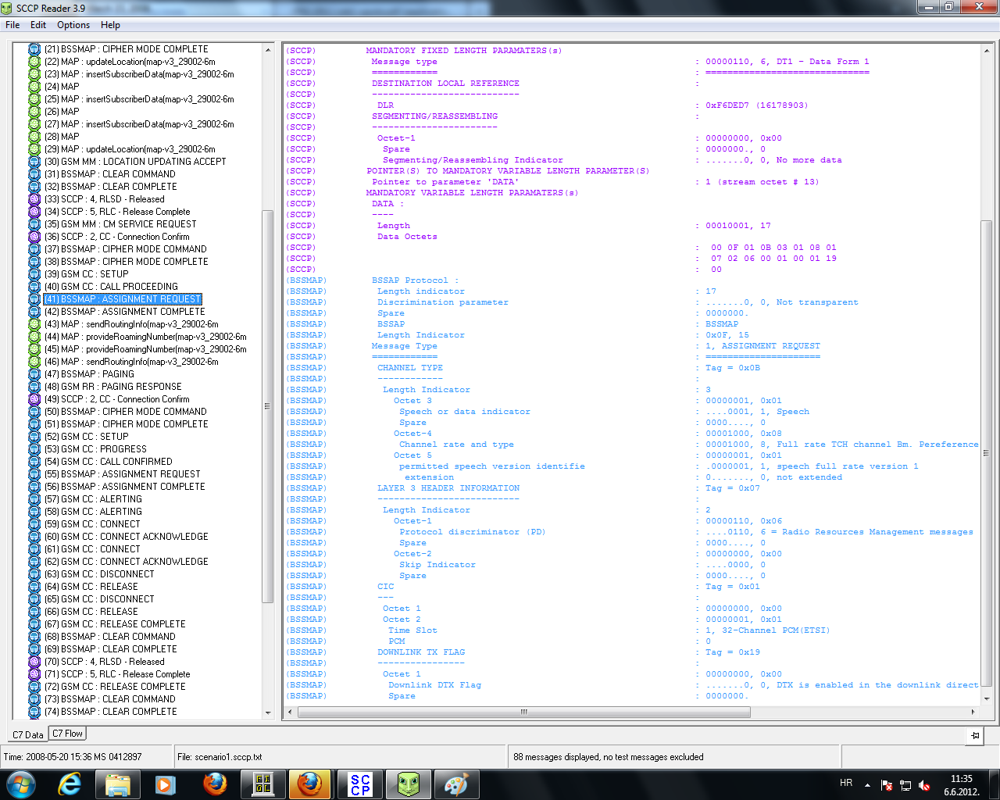 SCCP Reader 3.9
File Edit Options Help
(21) BSSMAP : CIPHER MODE COMPLETE
(22) MAP : updateLocation(map-v3_29002-6m
(23) MAP : insertSubscriberData(map-v3_29002-6m
(24) MAP
(25) MAP : insertSubscriberData(map-v3_29002-6m
(26) MAP
(27) MAP : insertSubscriberData(map-v3_29002-6m
(28) MAP
(29) MAP : updateLocation(map-v3_29002-6m
(30) GSM MM : LOCATION UPDATING ACCEPT
(31) BSSMAP : CLEAR COMMAND
(32) BSSMAP : CLEAR COMPLETE
(33) SCCP : 4, RLSD - Released
(34) SCCP : 5, RLC - Release Complete
(35) GSM MM : CM SERVICE REQUEST
(36) SCCP : 2, CC - Connection Confirm
(37) BSSMAP : CIPHER MODE COMMAND
(38) BSSMAP : CIPHER MODE COMPLETE
(39) GSM CC : SETUP
(40) GSM CC : CALL PROCEEDING
(41) BSSMAP : ASSIGNMENT REQUEST
(42) BSSMAP : ASSIGNMENT COMPLETE
(43) MAP : sendRoutingInfo(map-v3_29002-6m
(44) MAP : provideRoamingNumber(map-v3_29002-6m
(45) MAP : provideRoamingNumber(map-v3_29002-6m
(46) MAP : sendRoutingInfo(map-v3_29002-6m
(47) BSSMAP : PAGING
(48) GSM RR : PAGING RESPONSE
(49) SCCP : 2, CC - Connection Confirm
(50) BSSMAP : CIPHER MODE COMMAND
(51) BSSMAP : CIPHER MODE COMPLETE
(52) GSM CC : SETUP
(53) GSM CC : PROGRESS
(54) GSM CC : CALL CONFIRMED
(55) BSSMAP : ASSIGNMENT REQUEST
(56) BSSMAP : ASSIGNMENT COMPLETE
(57) GSM CC : ALERTING
(58) GSM CC : ALERTING
(59) GSM CC : CONNECT
(60) GSM CC : CONNECT ACKNOWLEDGE
(61) GSM CC : CONNECT
(62) GSM CC : CONNECT ACKNOWLEDGE
(63) GSM CC : DISCONNECT
(64) GSM CC : RELEASE
(65) GSM CC : DISCONNECT
(66) GSM CC : RELEASE
(67) GSM CC : RELEASE COMPLETE
(68) BSSMAP : CLEAR COMMAND
(69) BSSMAP : CLEAR COMPLETE
(70) SCCP : 4, RLSD - Released
(71) SCCP : 5, RLC - Release Complete
(72) GSM CC : RELEASE COMPLETE
(73) BSSMAP : CLEAR COMMAND
(74) BSSMAP : CLEAR COMPLETE
(SCCP) MANDATORY FIXED LENGTH PARAMATERS(s)
(SCCP) Message type : 00000110, 6, DT1 - Data Form 1
(SCCP) ============ : ==============================
(SCCP) DESTINATION LOCAL REFERENCE :
(SCCP) ---------------------------
(SCCP) DLR : 0xF6DED7 (16178903)
(SCCP) SEGMENTING/REASSEMBLING :
(SCCP) -----------------------
(SCCP) Octet-1 : 00000000, 0x00
(SCCP) Spare : 0000000., 0
(SCCP) Segmenting/Reassembling Indicator : .......0, 0, No more data
(SCCP) POINTER(S) TO MANDATORY VARIABLE LENGTH PARAMETER(S)
(SCCP) Pointer to parameter 'DATA' : 1 (stream octet # 13)
(SCCP) MANDATORY VARIABLE LENGTH PARAMATERS(s)
(SCCP) DATA :
(SCCP) ----
(SCCP) Length : 00010001, 17
(SCCP) Data Octets
(SCCP) : 00 0F 01 0B 03 01 08 01
(SCCP) : 07 02 06 00 01 00 01 19
(SCCP) : 00
(BSSMAP) BSSAP Protocol :
(BSSMAP) Length indicator : 17
(BSSMAP) Discrimination parameter : .......0, 0, Not transparent
(BSSMAP) Spare : 0000000.
(BSSMAP) BSSAP : BSSMAP
(BSSMAP) Length Indicator : 0x0F, 15
(BSSMAP) Message Type : 1, ASSIGNMENT REQUEST
(BSSMAP) ============ : =====================
(BSSMAP) CHANNEL TYPE : Tag = 0x0B
(BSSMAP) ------------ :
(BSSMAP) Length Indicator : 3
(BSSMAP) Octet 3 : 00000001, 0x01
(BSSMAP) Speech or data indicator : ....0001, 1, Speech
(BSSMAP) Spare : 0000...., 0
(BSSMAP) Octet-4 : 00001000, 0x08
(BSSMAP) Channel rate and type : 00001000, 8, Full rate TCH channel Bm. Pereference
(BSSMAP) Octet 5 : 00000001, 0x01
(BSSMAP) permitted speech version identifie : .0000001, 1, speech full rate version 1
(BSSMAP) extension : 0......., 0, not extended
(BSSMAP) LAYER 3 HEADER INFORMATION : Tag = 0x07
(BSSMAP) -------------------------- :
(BSSMAP) Length Indicator : 2
(BSSMAP) Octet-1 : 00000110, 0x06
(BSSMAP) Protocol discriminator (PD) : ....0110, 6 = Radio Resources Management messages
(BSSMAP) Spare : 0000...., 0
(BSSMAP) Octet-2 : 00000000, 0x00
(BSSMAP) Skip Indicator : ....0000, 0
(BSSMAP) Spare : 0000...., 0
(BSSMAP) CIC : Tag = 0x01
(BSSMAP) --- :
(BSSMAP) Octet 1 : 00000000, 0x00
(BSSMAP) Octet 2 : 00000001, 0x01
(BSSMAP) Time Slot : 1, 32-Channel PCM(ETSI)
(BSSMAP) PCM : 0
(BSSMAP) DOWNLINK TX FLAG : Tag = 0x19
(BSSMAP) ---------------- :
(BSSMAP) Octet 1 : 00000000, 0x00
(BSSMAP) Downlink DTX Flag : .......0, 0, DTX is enabled in the downlink direct
(BSSMAP) Spare : 0000000.
C7 Data C7 Flow
Time: 2008-05-20 15:36 MS 0412897 File: scenario1.sccp.txt 88 messages displayed, no test messages excluded
SC
CP
HR
11:35
6.6.2012.